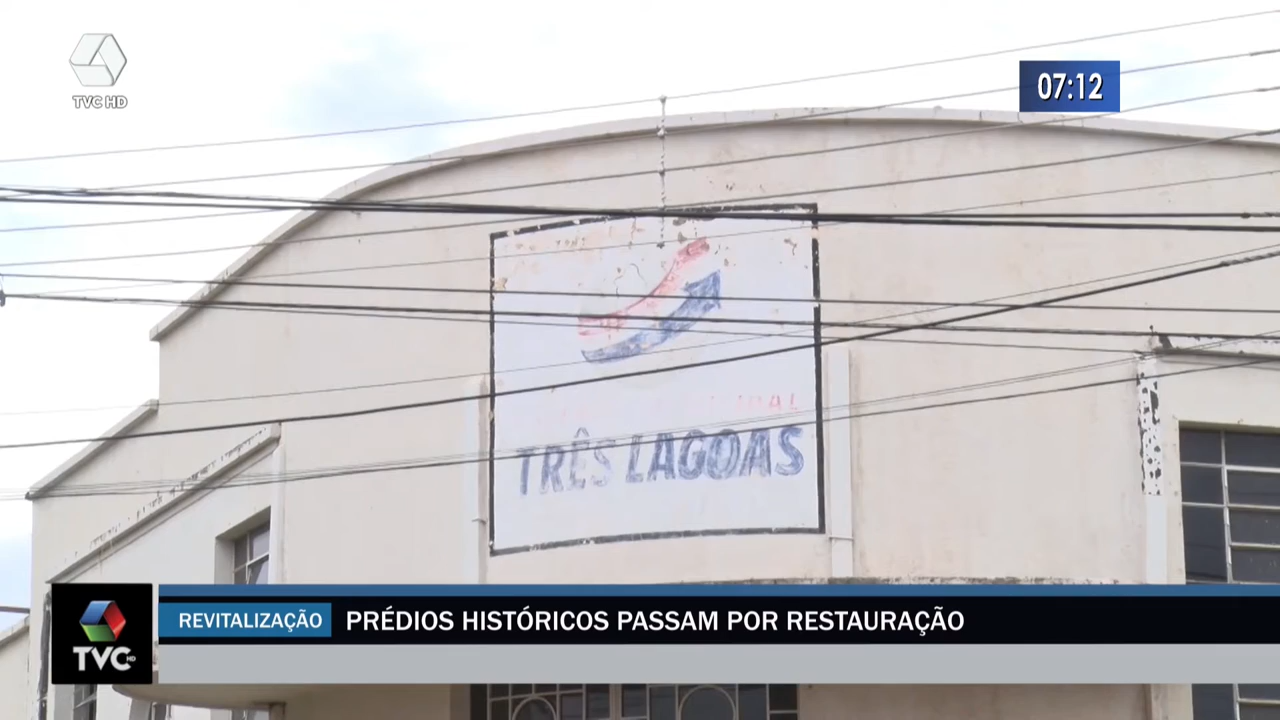 TVC HD
07:12
TRÊS LAGOAS
REVITALIZAÇÃO
PRÉDIOS HISTÓRICOS PASSAM POR RESTAURAÇÃO
TVC HD